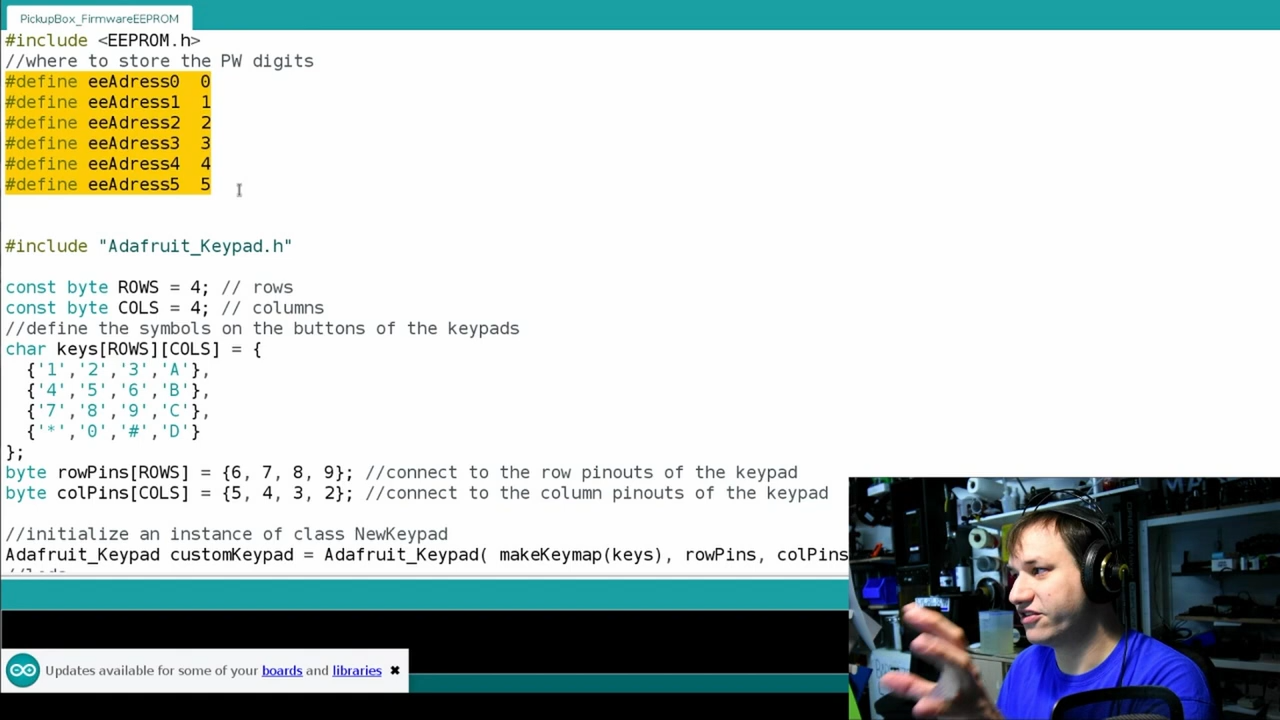 PickupBox_FirmwareEEPROM
#include <EEPROM.h>
//where to store the PW digits
#define eeAdress0  0
#define eeAdress1  1
#define eeAdress2  2
#define eeAdress3  3
#define eeAdress4  4
#define eeAdress5  5
#include "Adafruit_Keypad.h"
const byte ROWS = 4; // rows
const byte COLS = 4; // columns
//define the symbols on the buttons of the keypads
char keys[ROWS][COLS] = {
  {'1','2','3','A'},
  {'4','5','6','B'},
  {'7','8','9','C'},
  {'*','0','#','D'}
};
byte rowPins[ROWS] = {6, 7, 8, 9}; //connect to the row pinouts of the keypad
byte colPins[COLS] = {5, 4, 3, 2}; //connect to the column pinouts of the keypad
//initialize an instance of class NewKeypad
Adafruit_Keypad customKeypad = Adafruit_Keypad( makeKeymap(keys), rowPins, colPins
Updates available for some of your boards and libraries